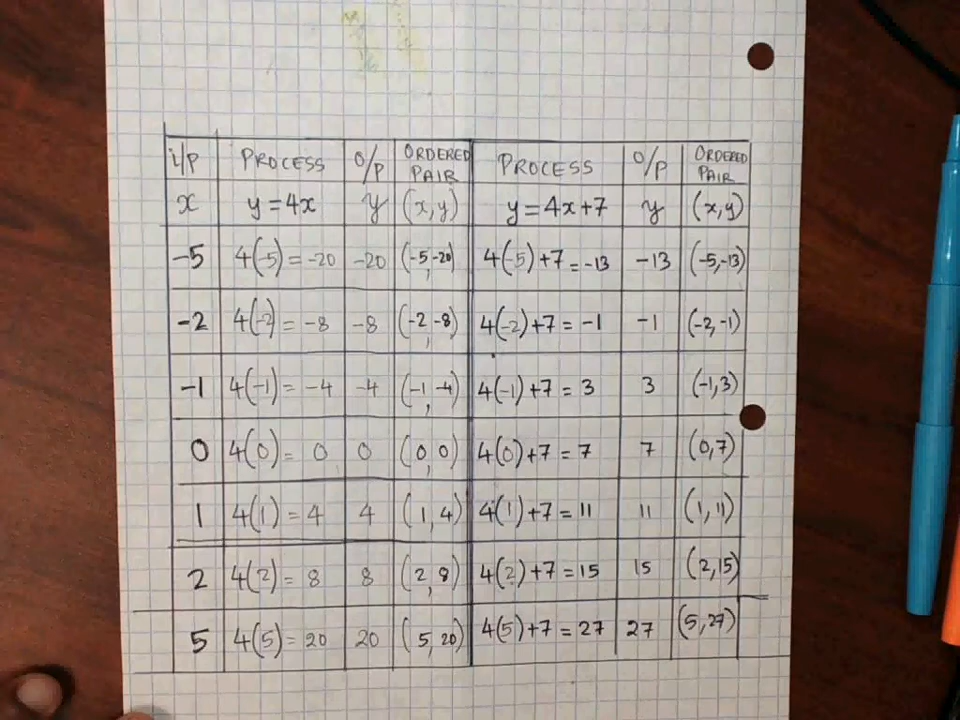 i/p PROCESS O/P ORDERED PAIR PROCESS O/P ORDERED PAIR
x y = 4x y (x,y) y = 4x+7 y (x,y)
-5 4(-5) = -20 -20 (-5,-20) 4(-5)+7 = -13 -13 (-5,-13)
-2 4(-2) = -8 -8 (-2,-8) 4(-2)+7 = -1 -1 (-2,-1)
-1 4(-1) = -4 -4 (-1,-4) 4(-1)+7 = 3 3 (-1,3)
0 4(0) = 0 0 (0,0) 4(0)+7 = 7 7 (0,7)
1 4(1) = 4 4 (1,4) 4(1)+7 = 11 11 (1,11)
2 4(2) = 8 8 (2,8) 4(2)+7 = 15 15 (2,15)
5 4(5) = 20 20 (5,20) 4(5)+7 = 27 27 (5,27)